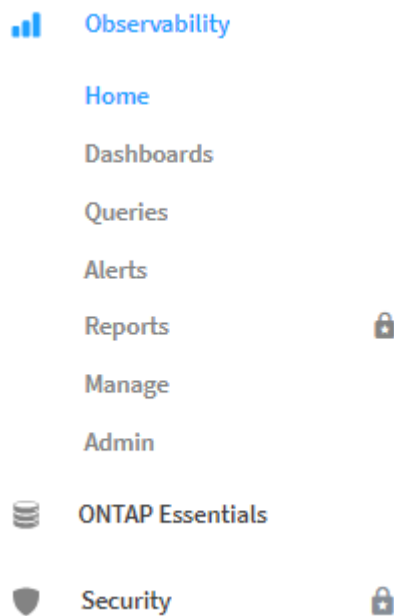 Observability
Home
Dashboards
Queries
Alerts
Reports
Manage
Admin
ONTAP Essentials
Security